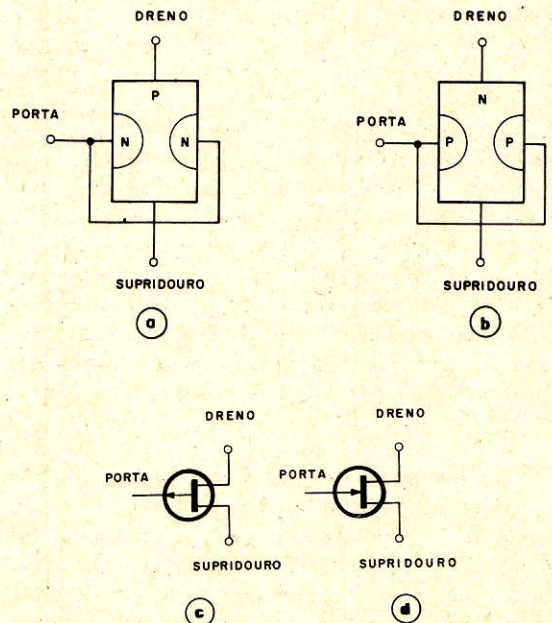 DRENO
P
PORTA
N N
SUPRIDOURO
a
DRENO
N
PORTA
P P
SUPRIDOURO
b
DRENO
PORTA
SUPRIDOURO
c
DRENO
PORTA
SUPRIDOURO
d